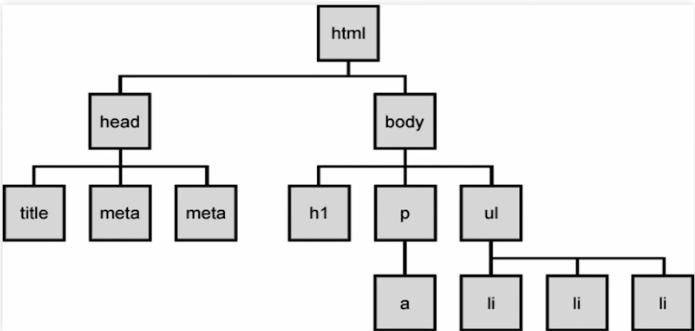 html
head body
title meta meta h1 p ul
a li li li